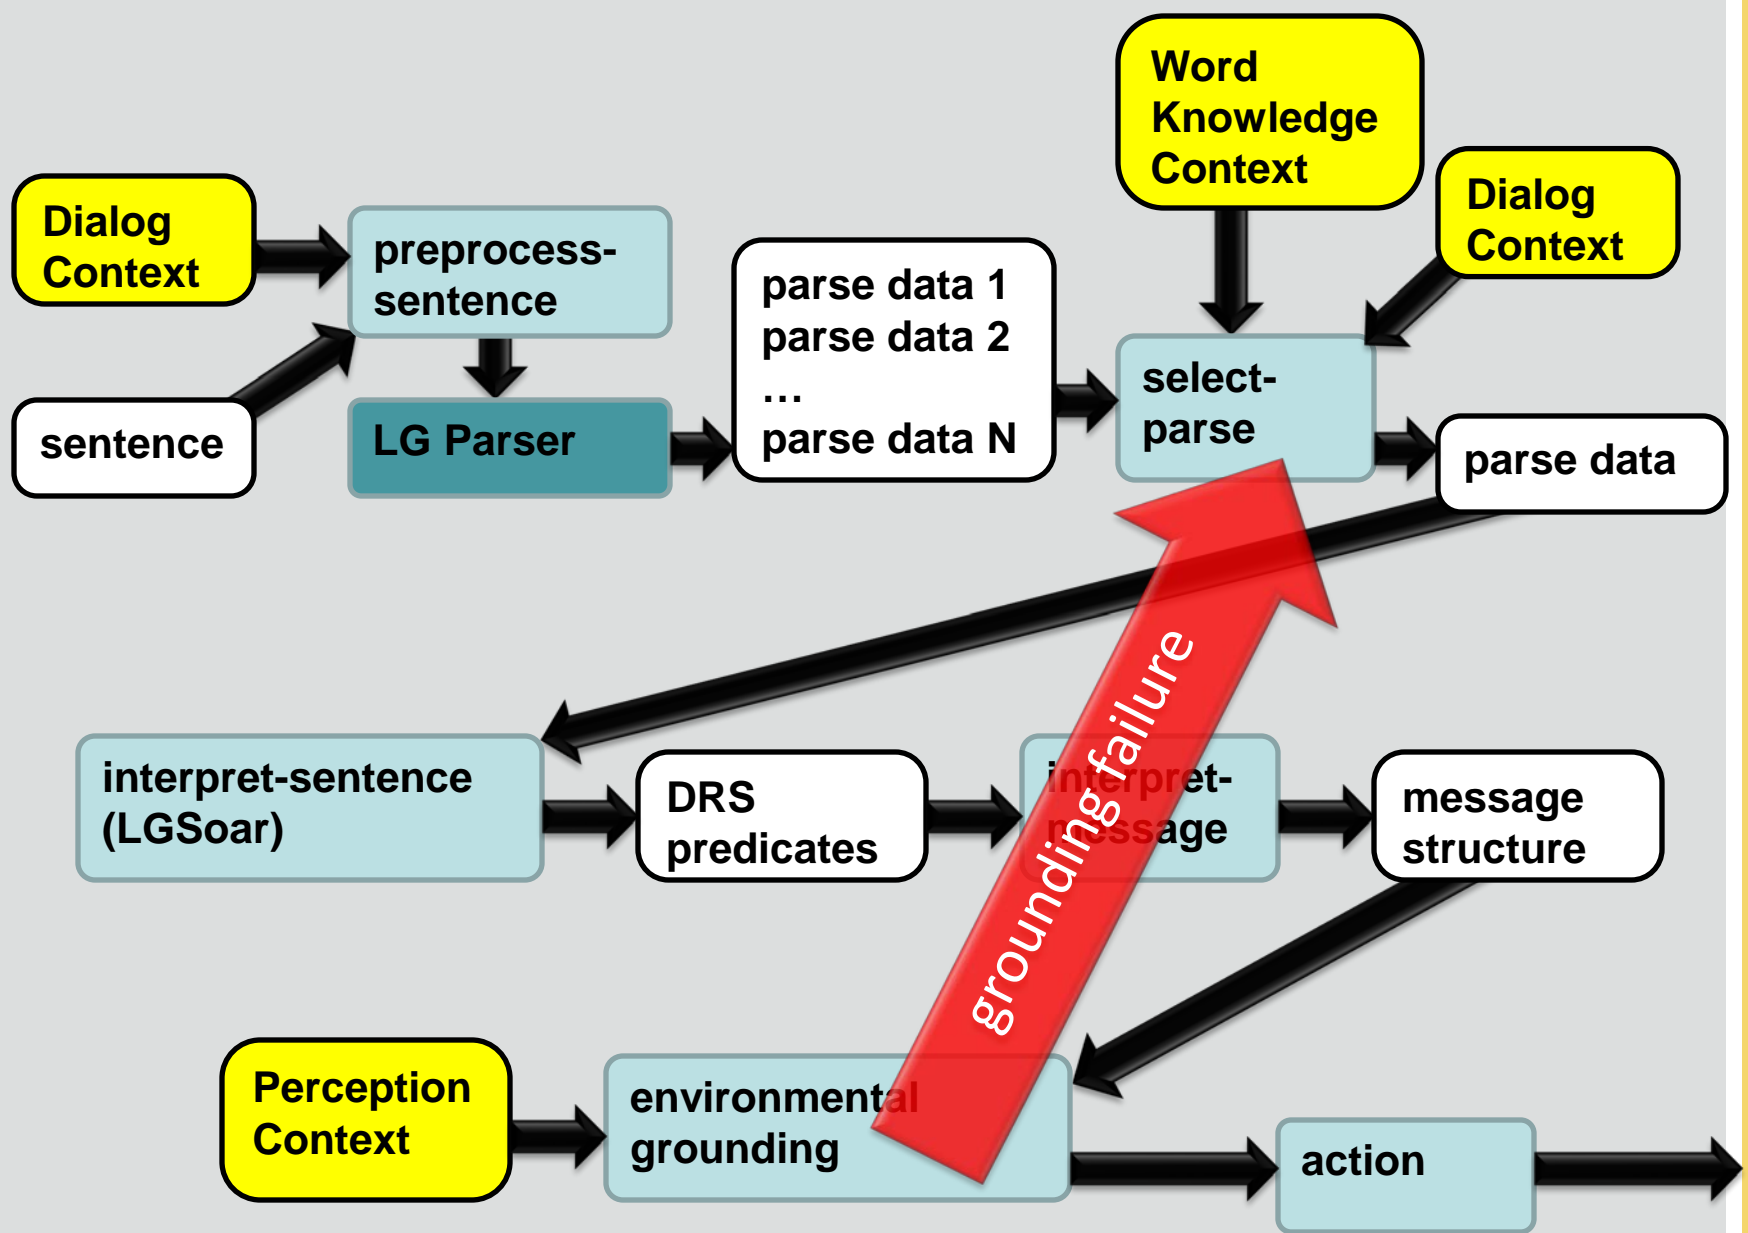 Word
Knowledge
Context
Dialog
Context
Dialog
Context
preprocess-
sentence
parse data 1
parse data 2
…
parse data N
select-
parse
sentence
LG Parser
parse data
grounding failure
interpret-sentence
(LGSoar)
DRS
predicates
interpret-
message
message
structure
Perception
Context
environmental
grounding
action